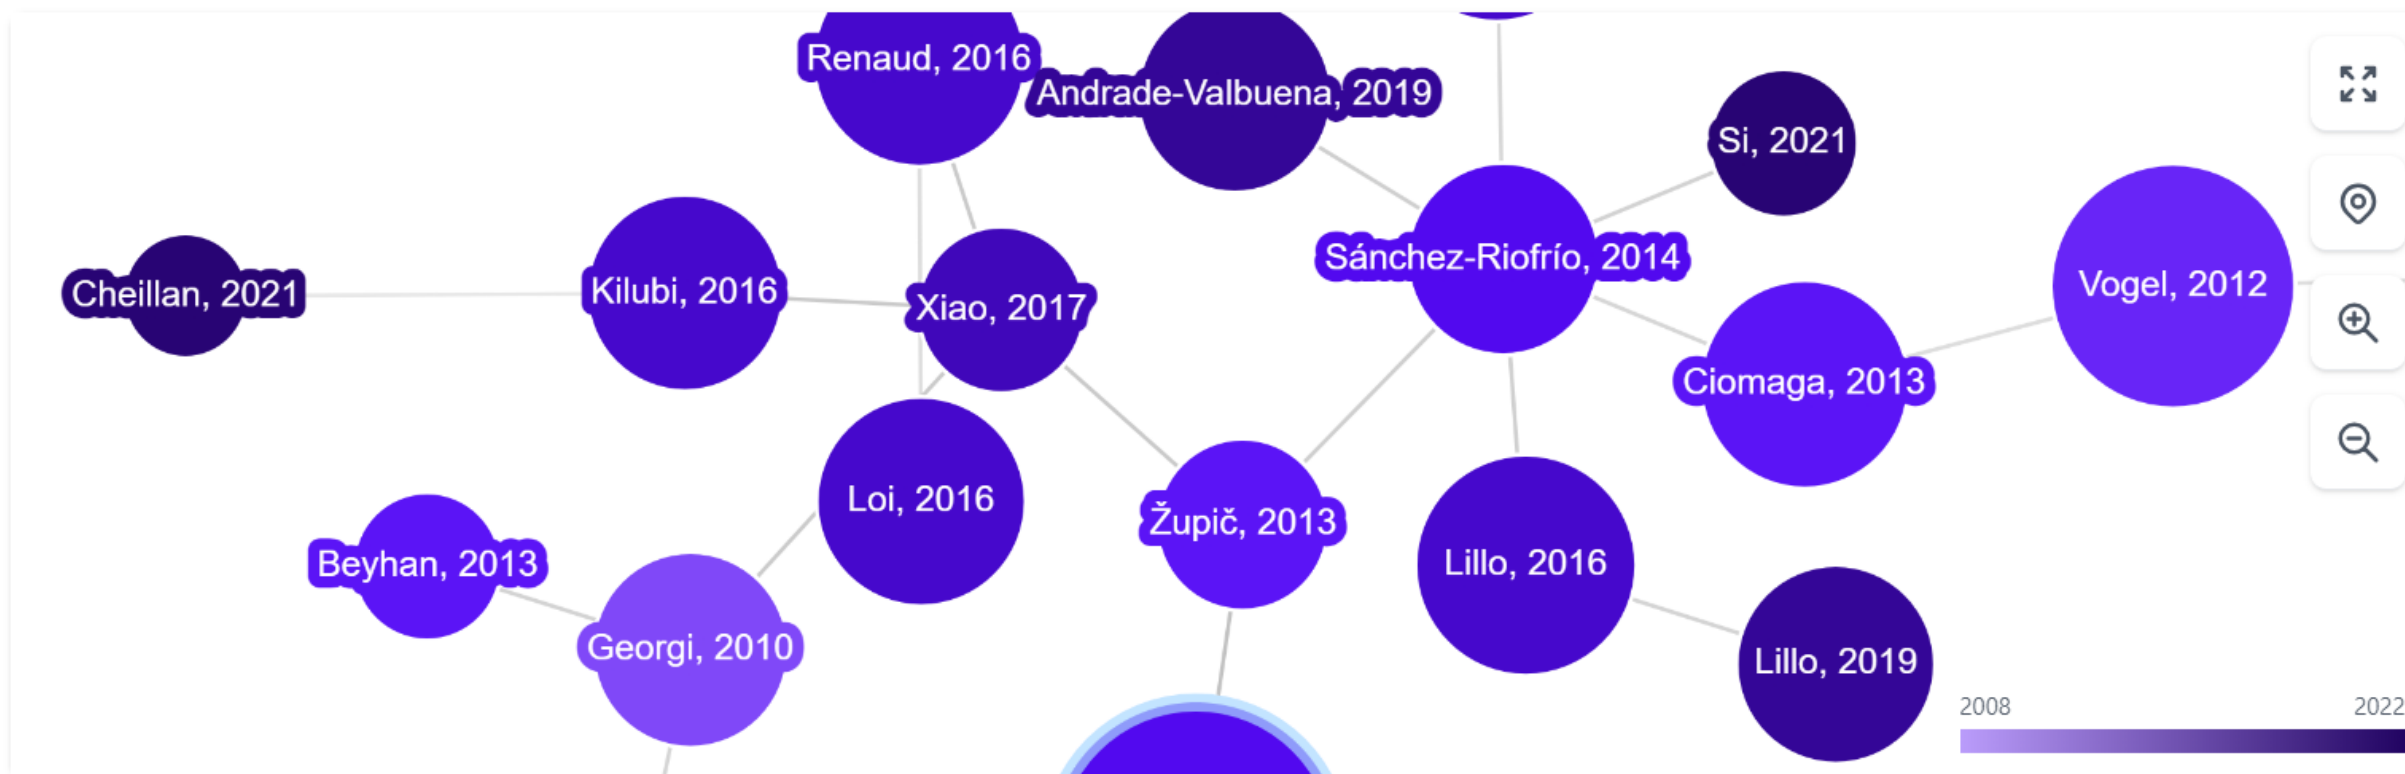 Renaud, 2016
Andrade-Valbuena, 2019
Si, 2021
Sánchez-Riofrío, 2014
Vogel, 2012
Cheillan, 2021
Kilubi, 2016
Xiao, 2017
Ciomaga, 2013
Loi, 2016
Župič, 2013
Beyhan, 2013
Lillo, 2016
Georgi, 2010
Lillo, 2019
2008
2022